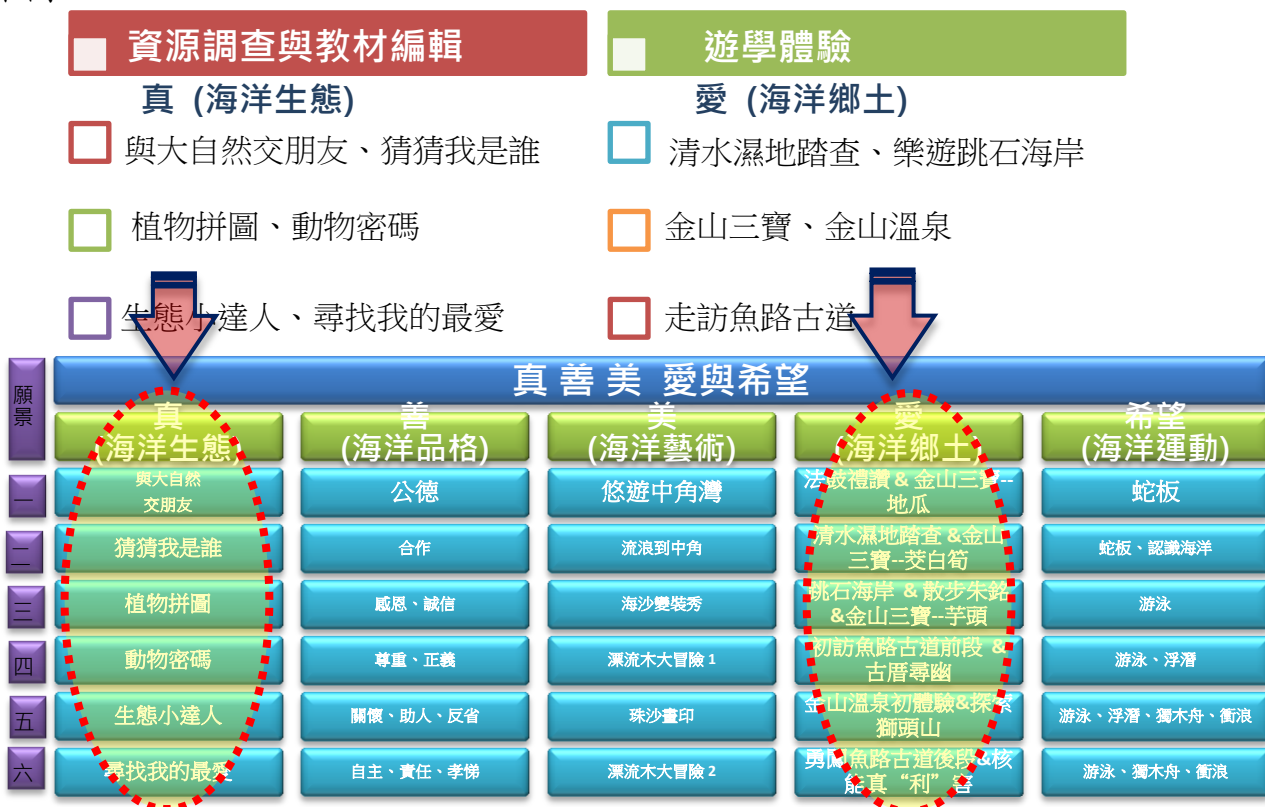 資源調查與教材編輯
遊學體驗
真 (海洋生態)
愛 (海洋鄉土)
與大自然交朋友、猜猜我是誰
清水濕地踏查、樂遊跳石海岸
植物拼圖、動物密碼
金山三寶、金山溫泉
生態小達人、尋找我的最愛
走訪魚路古道
願景
真 善 美 愛與希望
真
(海洋生態)
善
(海洋品格)
美
(海洋藝術)
愛
(海洋鄉土)
希望
(海洋運動)
一
與大自然
交朋友
公德
悠遊中角灣
法鼓禮讚 & 金山三寶--
地瓜
蛇板
二
猜猜我是誰
合作
流浪到中角
清水濕地踏查 &金山
三寶--茭白筍
蛇板、認識海洋
三
植物拼圖
感恩、誠信
海沙變裝秀
跳石海岸 & 散步朱銘
&金山三寶--芋頭
游泳
四
動物密碼
尊重、正義
漂流木大冒險 1
初訪魚路古道前段 &
古厝尋幽
游泳、浮潛
五
生態小達人
關懷、助人、反省
珠沙畫印
金山溫泉初體驗&探索
獅頭山
游泳、浮潛、獨木舟、衝浪
六
尋找我的最愛
自主、責任、孝悌
漂流木大冒險 2
勇闖魚路古道後段&核
能真“利”害
游泳、獨木舟、衝浪